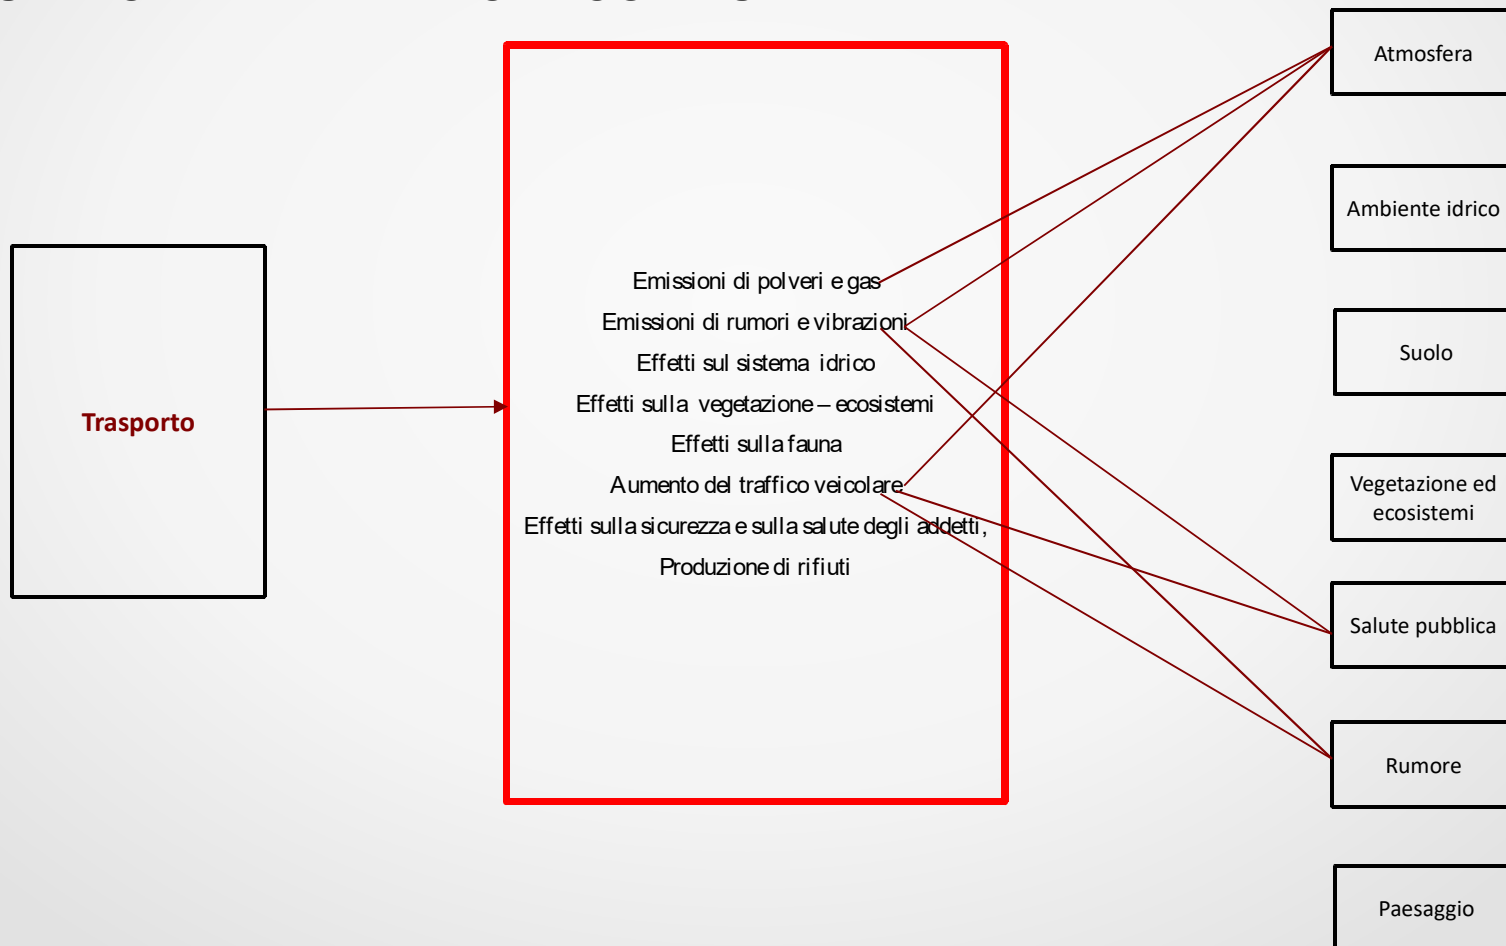 Trasporto
Emissioni di polveri e gas
Emissioni di rumori e vibrazioni
Effetti sul sistema idrico
Effetti sulla vegetazione – ecosistemi
Effetti sulla fauna
Aumento del traffico veicolare
Effetti sulla sicurezza e sulla salute degli addetti,
Produzione di rifiuti
Atmosfera
Ambiente idrico
Suolo
Vegetazione ed
ecosistemi
Salute pubblica
Rumore
Paesaggio